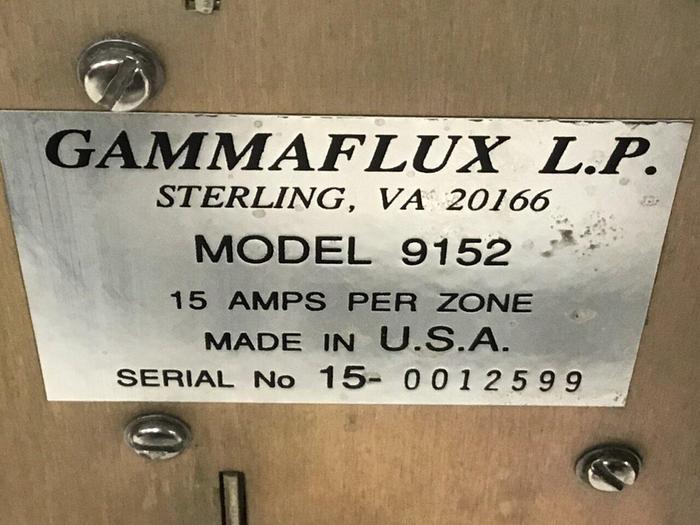 GAMMAFLUX L.P.
STERLING, VA 20166
MODEL 9152
15 AMPS PER ZONE
MADE IN U.S.A.
SERIAL No 15- 0012599